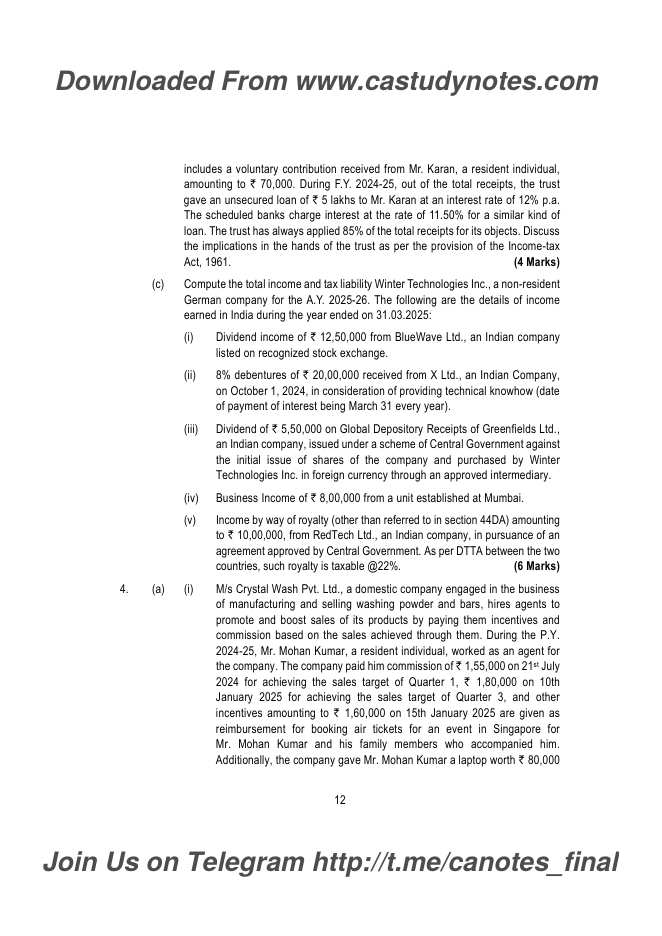 Downloaded From www.castudynotes.com
includes a voluntary contribution received from Mr. Karan, a resident individual,
amounting to ₹ 70,000. During F.Y. 2024-25, out of the total receipts, the trust
gave an unsecured loan of ₹ 5 lakhs to Mr. Karan at an interest rate of 12% p.a.
The scheduled banks charge interest at the rate of 11.50% for a similar kind of
loan. The trust has always applied 85% of the total receipts for its objects. Discuss
the implications in the hands of the trust as per the provision of the Income-tax
Act, 1961. (4 Marks)
(c) Compute the total income and tax liability Winter Technologies Inc., a non-resident
German company for the A.Y. 2025-26. The following are the details of income
earned in India during the year ended on 31.03.2025:
(i) Dividend income of ₹ 12,50,000 from BlueWave Ltd., an Indian company
listed on recognized stock exchange.
(ii) 8% debentures of ₹ 20,00,000 received from X Ltd., an Indian Company,
on October 1, 2024, in consideration of providing technical knowhow (date
of payment of interest being March 31 every year).
(iii) Dividend of ₹ 5,50,000 on Global Depository Receipts of Greenfields Ltd.,
an Indian company, issued under a scheme of Central Government against
the initial issue of shares of the company and purchased by Winter
Technologies Inc. in foreign currency through an approved intermediary.
(iv) Business Income of ₹ 8,00,000 from a unit established at Mumbai.
(v) Income by way of royalty (other than referred to in section 44DA) amounting
to ₹ 10,00,000, from RedTech Ltd., an Indian company, in pursuance of an
agreement approved by Central Government. As per DTTA between the two
countries, such royalty is taxable @22%. (6 Marks)
4. (a) (i) M/s Crystal Wash Pvt. Ltd., a domestic company engaged in the business
of manufacturing and selling washing powder and bars, hires agents to
promote and boost sales of its products by paying them incentives and
commission based on the sales achieved through them. During the P.Y.
2024-25, Mr. Mohan Kumar, a resident individual, worked as an agent for
the company. The company paid him commission of ₹ 1,55,000 on 21st July
2024 for achieving the sales target of Quarter 1, ₹ 1,80,000 on 10th
January 2025 for achieving the sales target of Quarter 3, and other
incentives amounting to ₹ 1,60,000 on 15th January 2025 are given as
reimbursement for booking air tickets for an event in Singapore for
Mr. Mohan Kumar and his family members who accompanied him.
Additionally, the company gave Mr. Mohan Kumar a laptop worth ₹ 80,000
12
Join Us on Telegram http://t.me/canotes_final